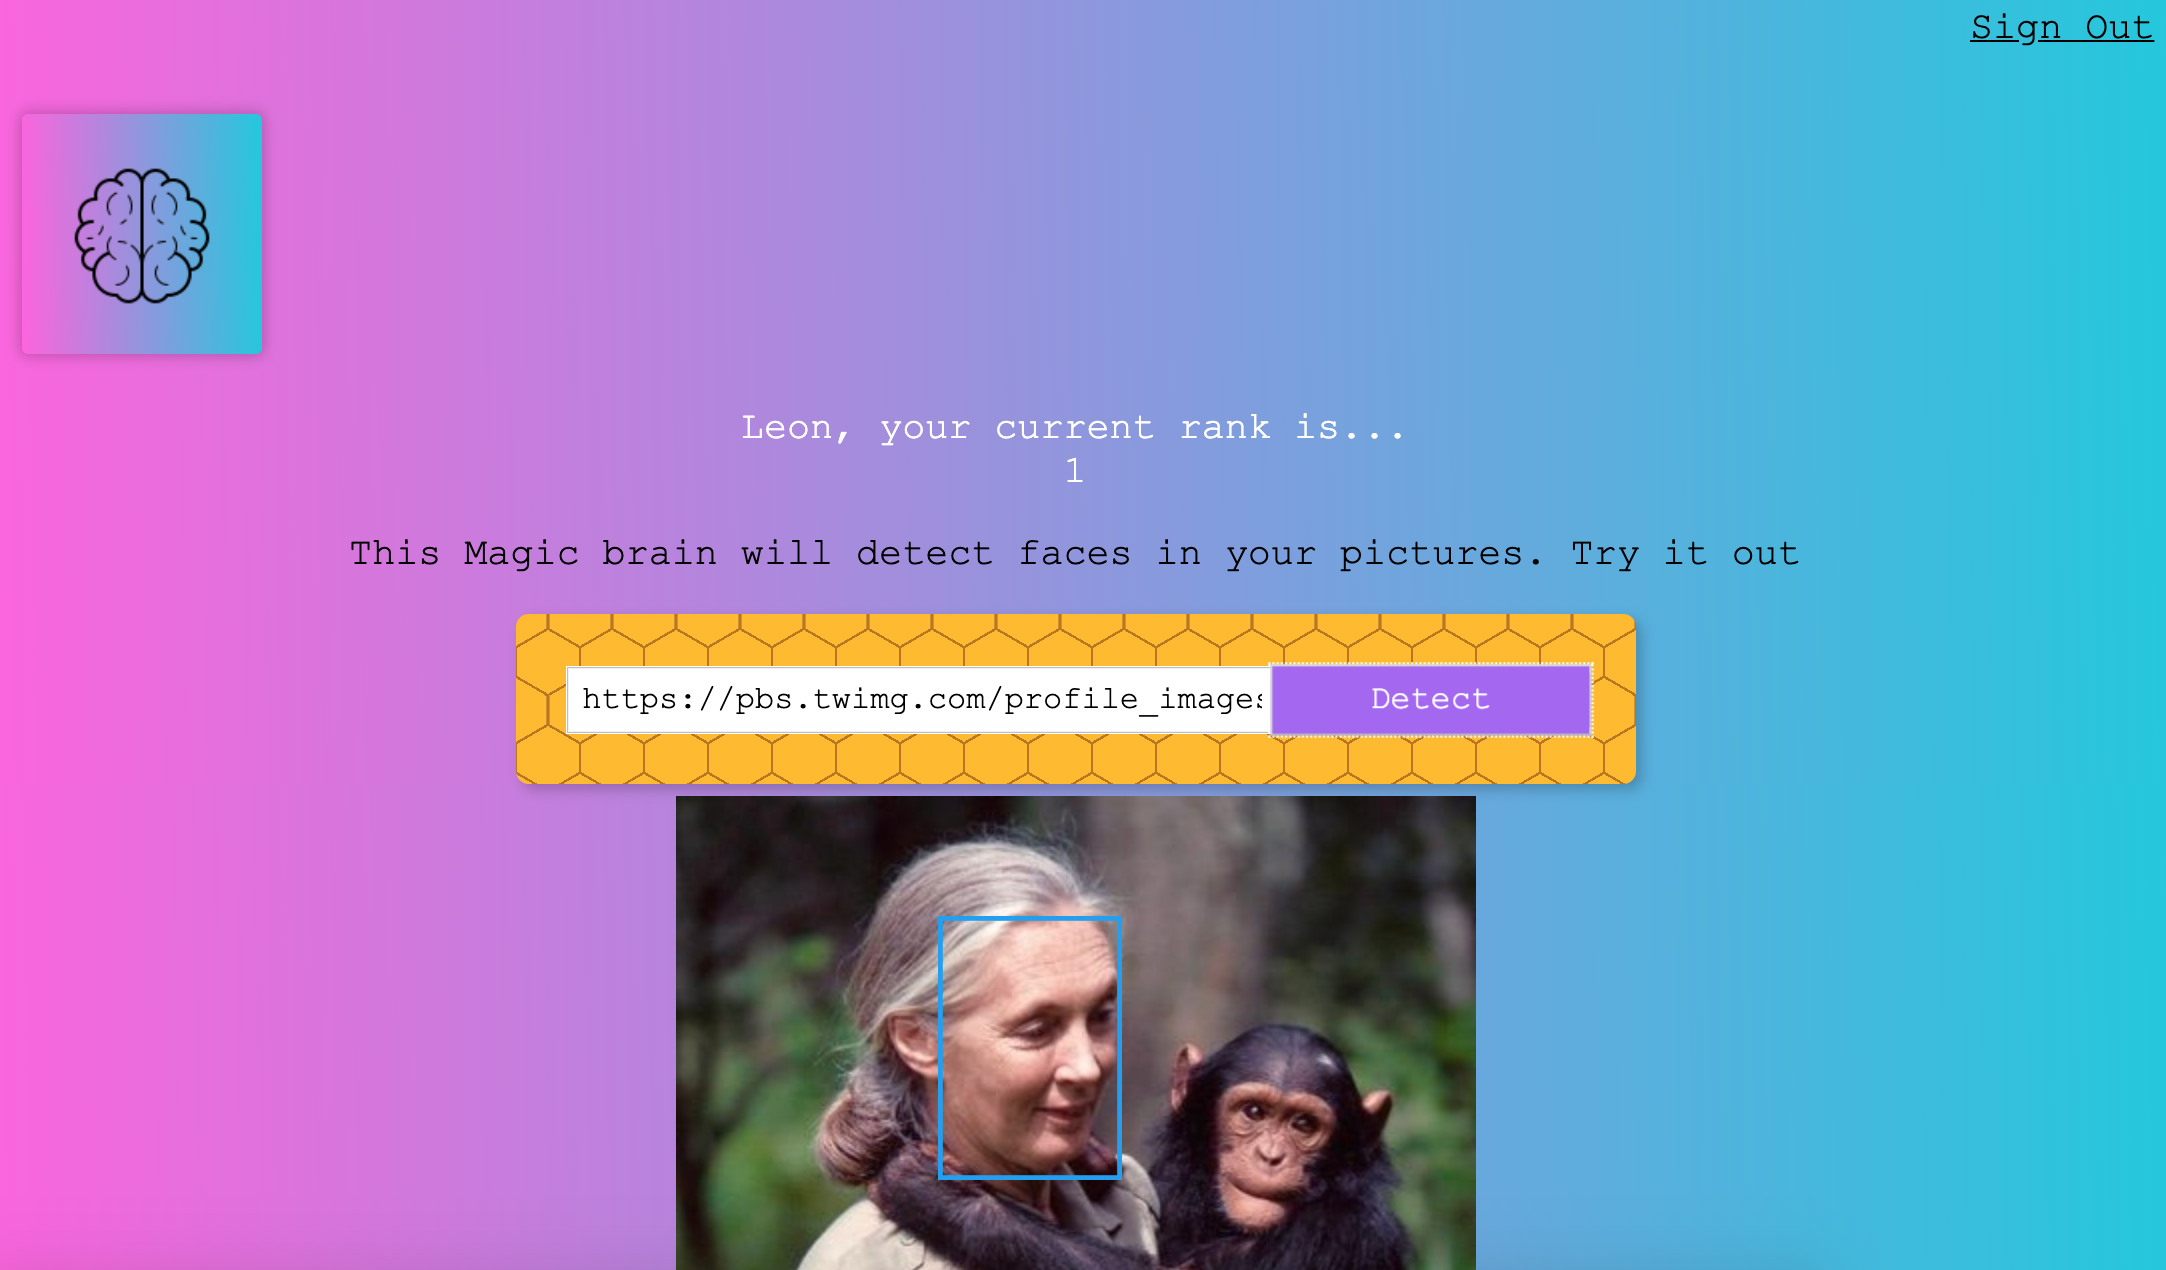 Sign Out
Leon, your current rank is...
1
This Magic brain will detect faces in your pictures. Try it out
https://pbs.twimg.com/profile_images
Detect